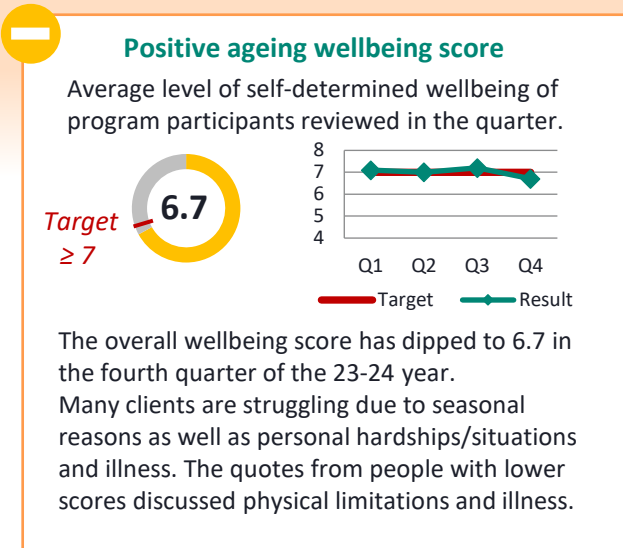 Positive ageing wellbeing score
Average level of self-determined wellbeing of
program participants reviewed in the quarter.
6.7
Target
≥ 7
8
7
6
5
4
Q1 Q2 Q3 Q4
Target Result
The overall wellbeing score has dipped to 6.7 in
the fourth quarter of the 23-24 year.
Many clients are struggling due to seasonal
reasons as well as personal hardships/situations
and illness. The quotes from people with lower
scores discussed physical limitations and illness.